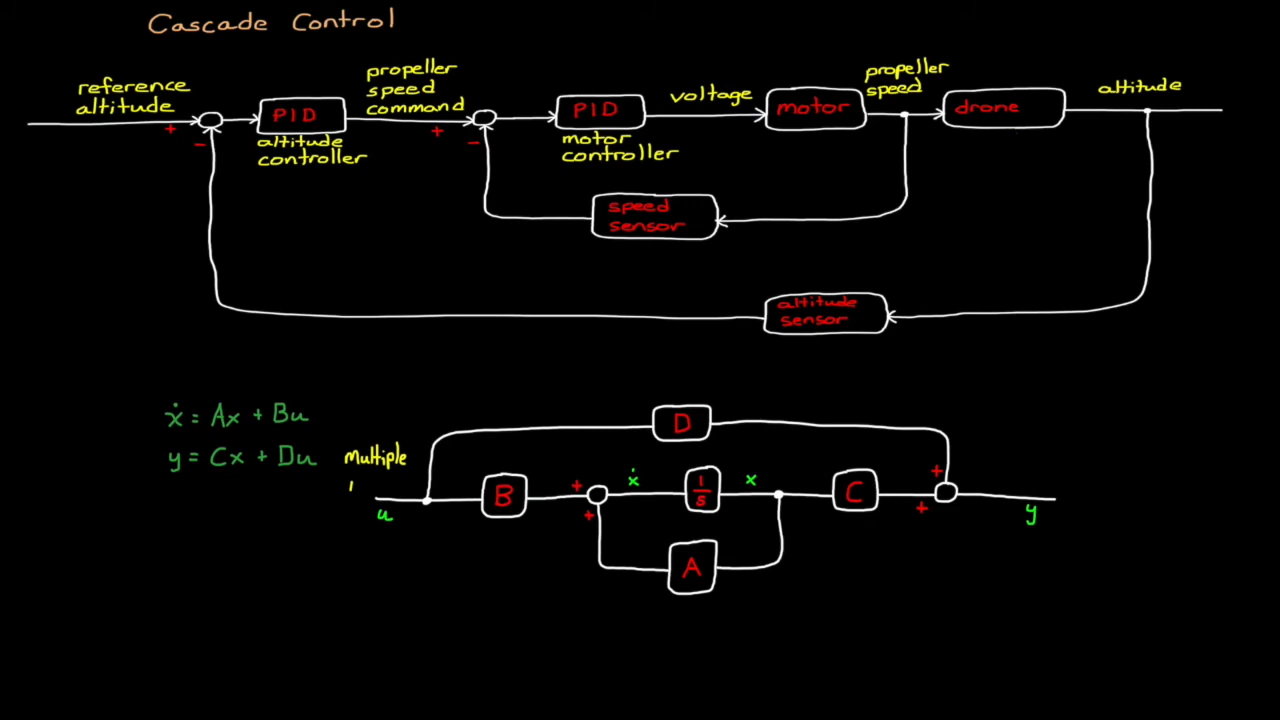 Cascade Control
reference
altitude
+
-
PID
altitude
controller
propeller
speed
command
+
-
PID
motor
controller
voltage
motor
propeller
speed
drone
altitude
speed
sensor
altitude
sensor
ẋ = Ax + Bu
y = Cx + Du
Multiple
u
B
+
+
ẋ
1
s
x
A
C
D
+
+
y